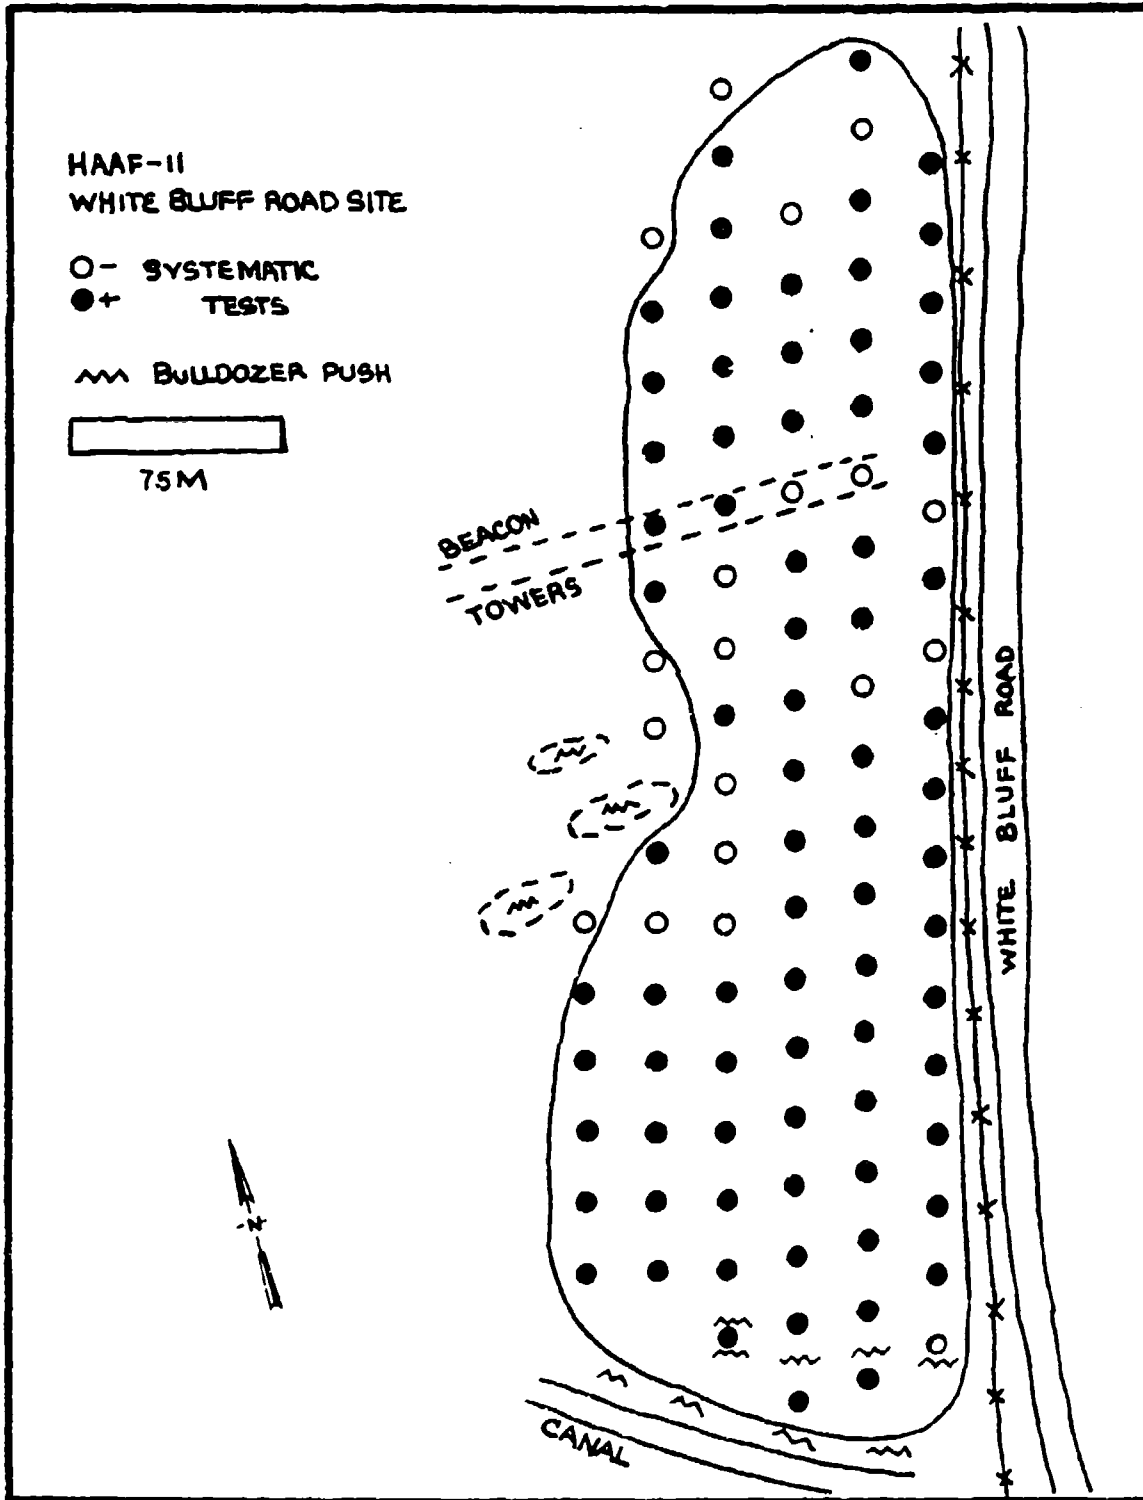 HAAF-11
WHITE BLUFF ROAD SITE
O- SYSTEMATIC
●+ TESTS
BULLDOZER PUSH
75M
BEACON
TOWERS
WHITE BLUFF ROAD
-N-
CANAL